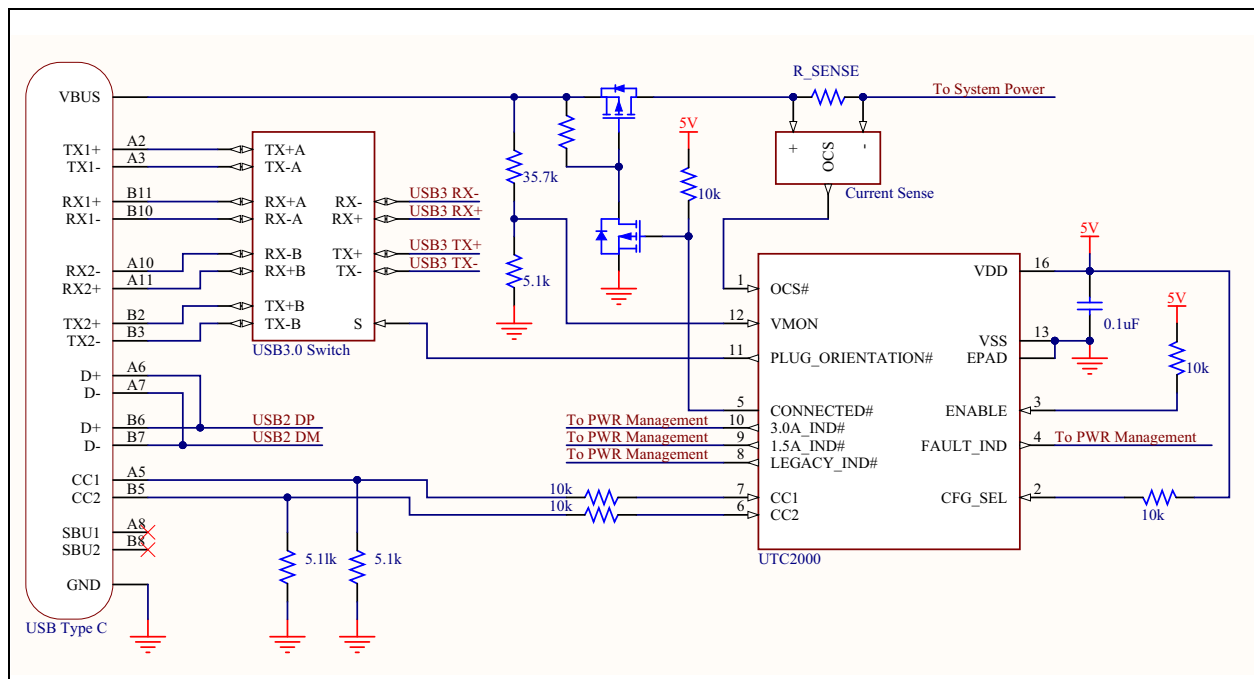 R_SENSE
VBUS
To System Power
5V
A2
TX1+
TX+A
A3
TX1-
TX-A
+
OCS
-
35.7k
10k
Current Sense
B11
RX1+
RX+A
RX-
USB3 RX-
B10
RX1-
RX-A
RX+
USB3 RX+
5V
RX-B
TX+
USB3 TX+
A10
RX2-
RX+B
TX-
USB3 TX-
A11
RX2+
5.1k
1
OCS#
VDD
16
5V
B2
TX2+
TX+B
B3
TX2-
TX-B
S
12
VMON
0.1uF
USB3.0 Switch
VSS
13
11
PLUG_ORIENTATION#
EPAD
10k
A6
D+
A7
D-
5
CONNECTED#
ENABLE
3
B6
D+
USB2 DP
To PWR Management
10
3.0A_IND#
B7
D-
USB2 DM
To PWR Management
9
1.5A_IND#
FAULT_IND
4
To PWR Management
To PWR Management
8
LEGACY_IND#
A5
CC1
10k
7
CC1
CFG_SEL
2
B5
CC2
10k
6
CC2
10k
A8
SBU1
B8
SBU2
5.1lk
5.1k
UTC2000
GND
USB Type C